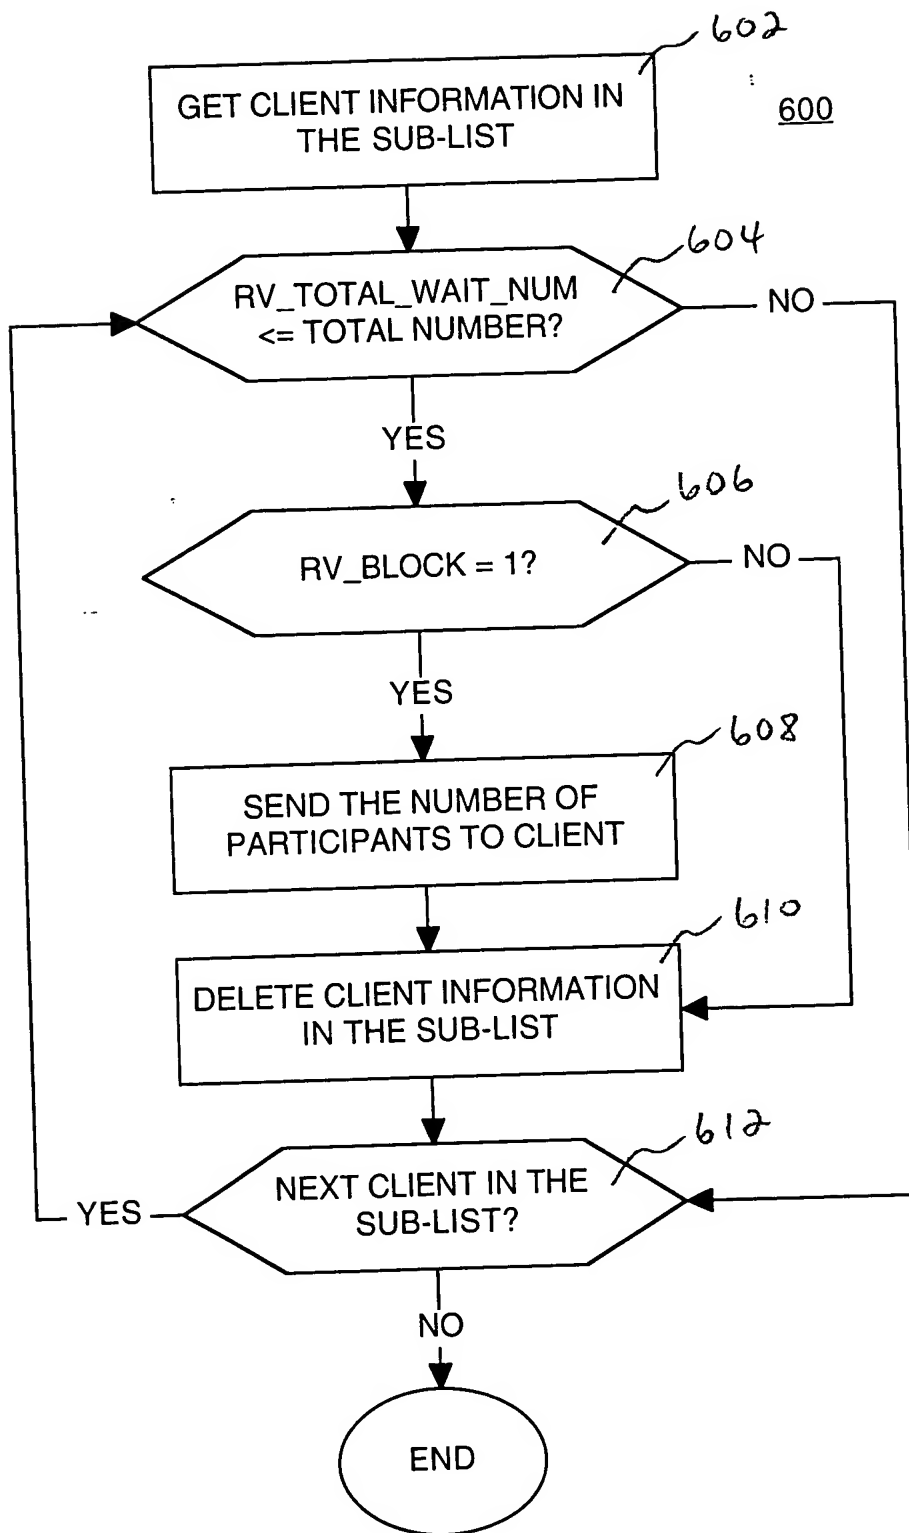 602
GET CLIENT INFORMATION IN
THE SUB-LIST
600
604
RV_TOTAL_WAIT_NUM
<= TOTAL NUMBER?
NO
YES
606
RV_BLOCK = 1?
NO
YES
608
SEND THE NUMBER OF
PARTICIPANTS TO CLIENT
610
DELETE CLIENT INFORMATION
IN THE SUB-LIST
612
NEXT CLIENT IN THE
SUB-LIST?
YES
NO
END